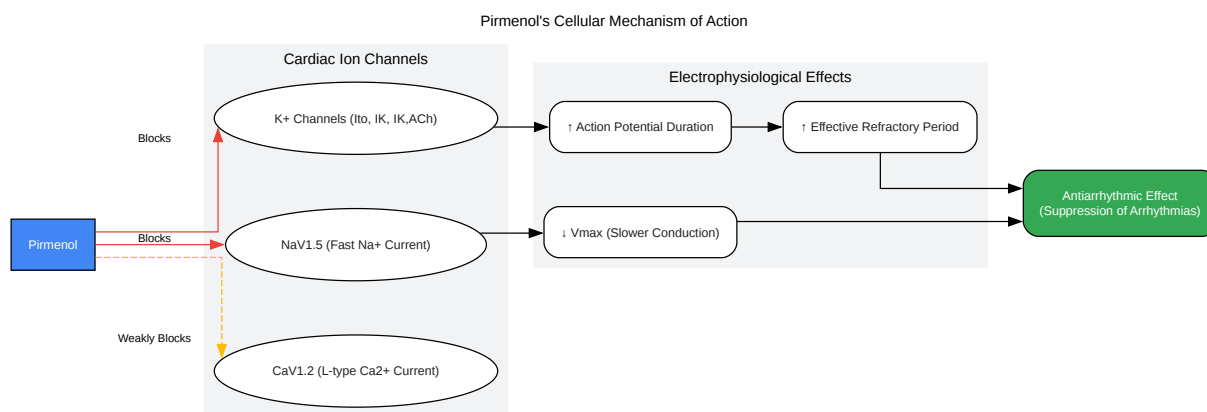 Pirmenol's Cellular Mechanism of Action
Cardiac Ion Channels
Electrophysiological Effects
K+ Channels (Ito, IK, IK,ACh)
↑ Action Potential Duration
↑ Effective Refractory Period
Blocks
Antiarrhythmic Effect
(Suppression of Arrhythmias)
Pirmenol
Blocks
NaV1.5 (Fast Na+ Current)
↓ Vmax (Slower Conduction)
Weakly Blocks
CaV1.2 (L-type Ca2+ Current)